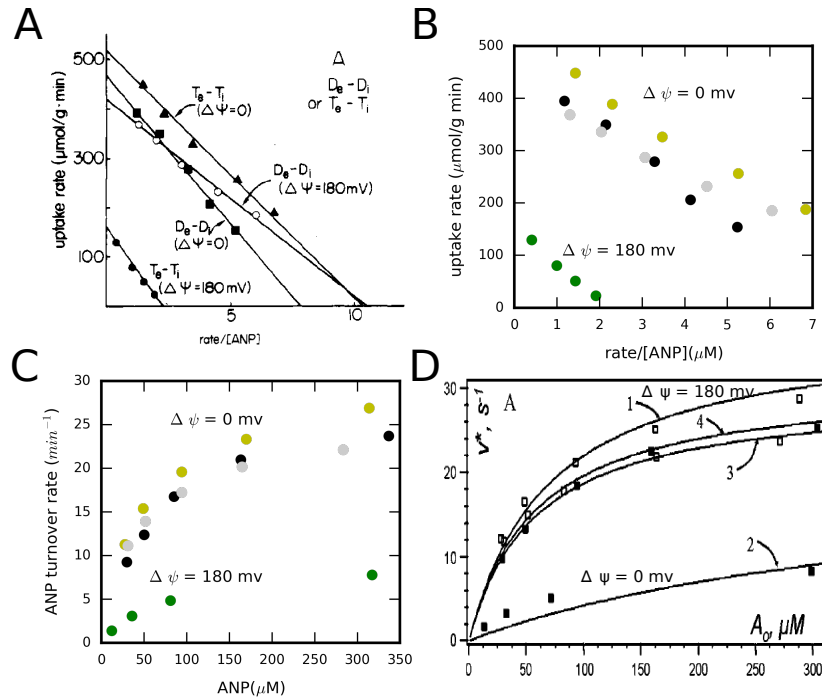 A
500
300
100
uptake rate (μmol/g·min)
5
10
rate/[ANP]
A
Dₑ–Dᵢ
or Tₑ–Tᵢ
Tₑ–Tᵢ
(ΔΨ=0)
Dₑ–Dᵢ
(ΔΨ=180mV)
Dₑ–Dᵢ
(ΔΨ=0)
Tₑ–Tᵢ
(ΔΨ=180mV)
B
500
400
300
200
100
0
uptake rate (μmol/g min)
Δ ψ = 0 mv
Δ ψ = 180 mv
0 1 2 3 4 5 6 7
rate/[ANP](μM)
C
30
25
20
15
10
5
0
ANP turnover rate (min⁻¹)
Δ ψ = 0 mv
Δ ψ = 180 mv
0 50 100 150 200 250 300 350
ANP(μM)
D
30
20
10
0
v*, s⁻¹
A
Δ ψ = 180 mv
1
4
3
2
Δ ψ = 0 mv
A₀, μM
0 50 100 150 200 250 300